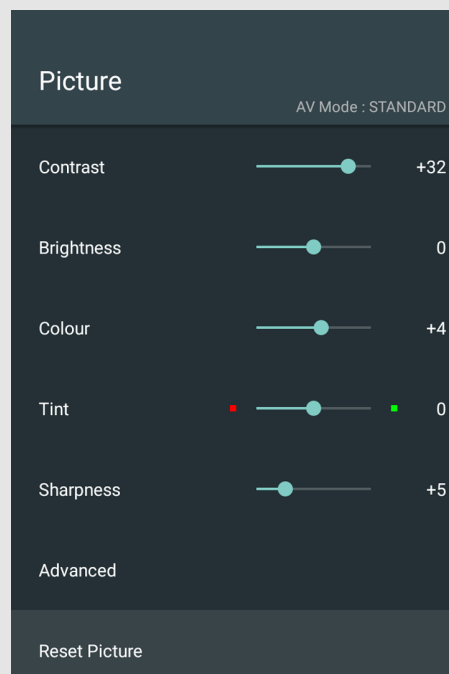 Picture
AV Mode : STANDARD
Contrast +32
Brightness 0
Colour +4
Tint 0
Sharpness +5
Advanced
Reset Picture